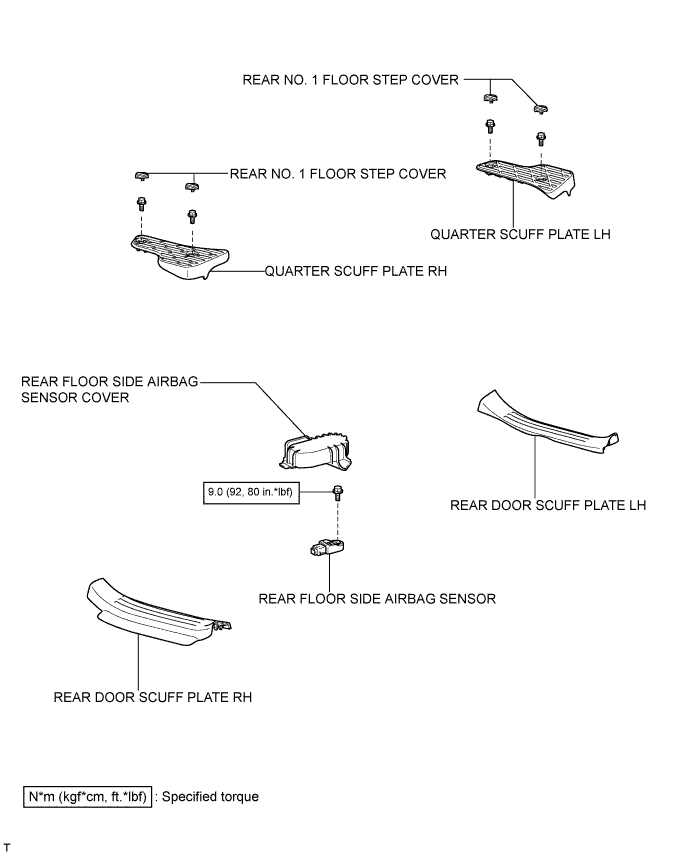 REAR NO. 1 FLOOR STEP COVER
REAR NO. 1 FLOOR STEP COVER
QUARTER SCUFF PLATE LH
QUARTER SCUFF PLATE RH
REAR FLOOR SIDE AIRBAG
SENSOR COVER
9.0 (92, 80 in.*lbf)
REAR DOOR SCUFF PLATE LH
REAR FLOOR SIDE AIRBAG SENSOR
REAR DOOR SCUFF PLATE RH
N*m (kgf*cm, ft.*lbf) : Specified torque
T